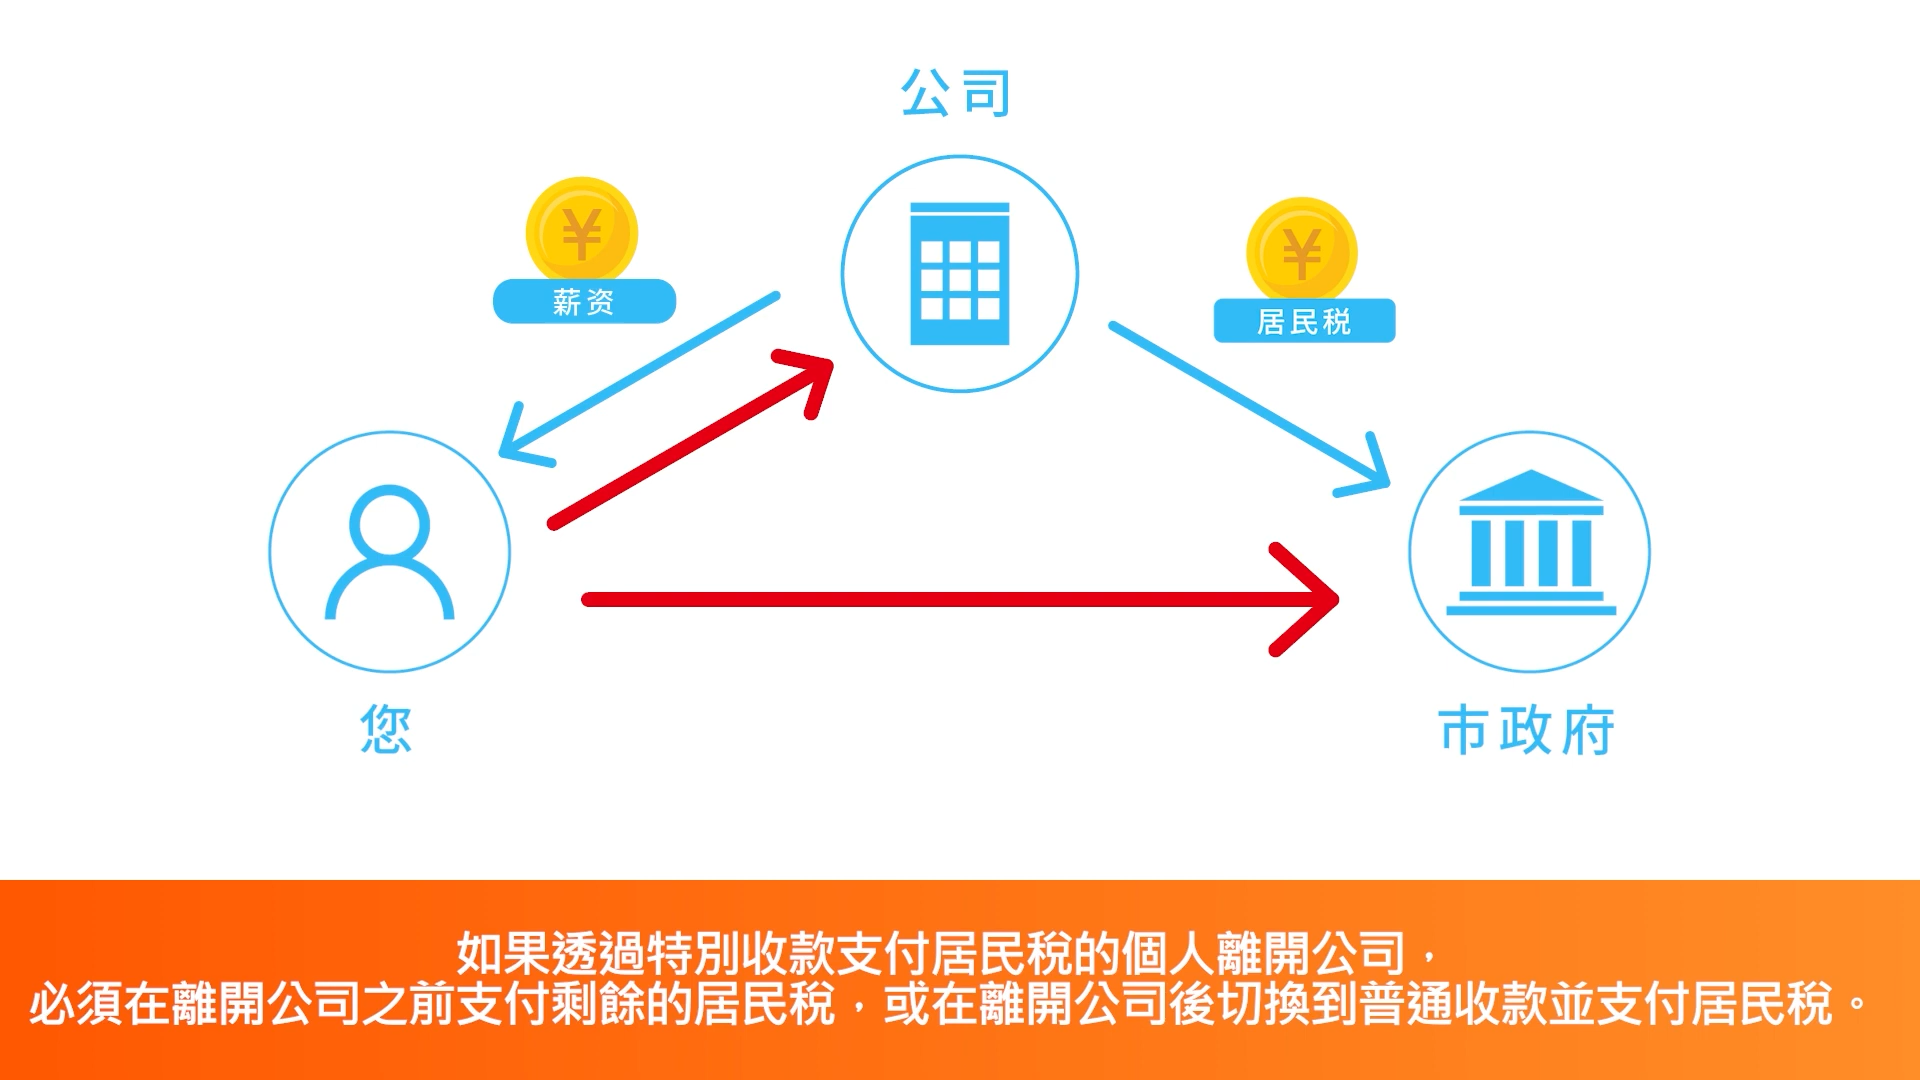 公司
¥
薪资
¥
居民税
您
市政府
如果透過特別收款支付居民稅的個人離開公司，
必須在離開公司之前支付剩餘的居民稅，或在離開公司後切換到普通收款並支付居民稅。